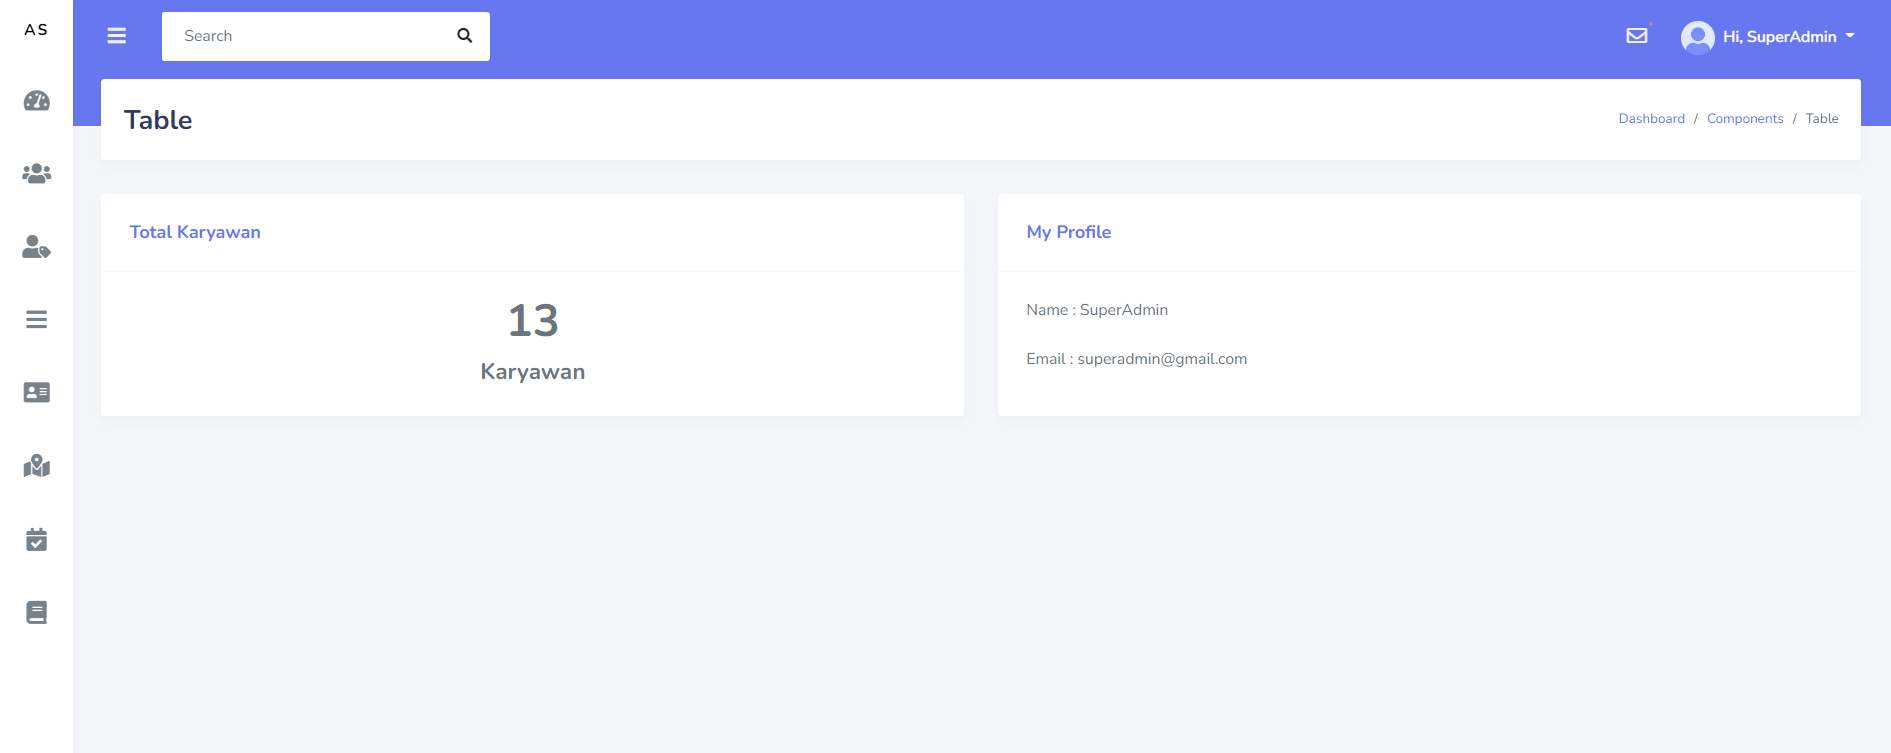 AS
Search
Hi, SuperAdmin
Table
Dashboard / Components / Table
Total Karyawan
13
Karyawan
My Profile
Name : SuperAdmin
Email : superadmin@gmail.com